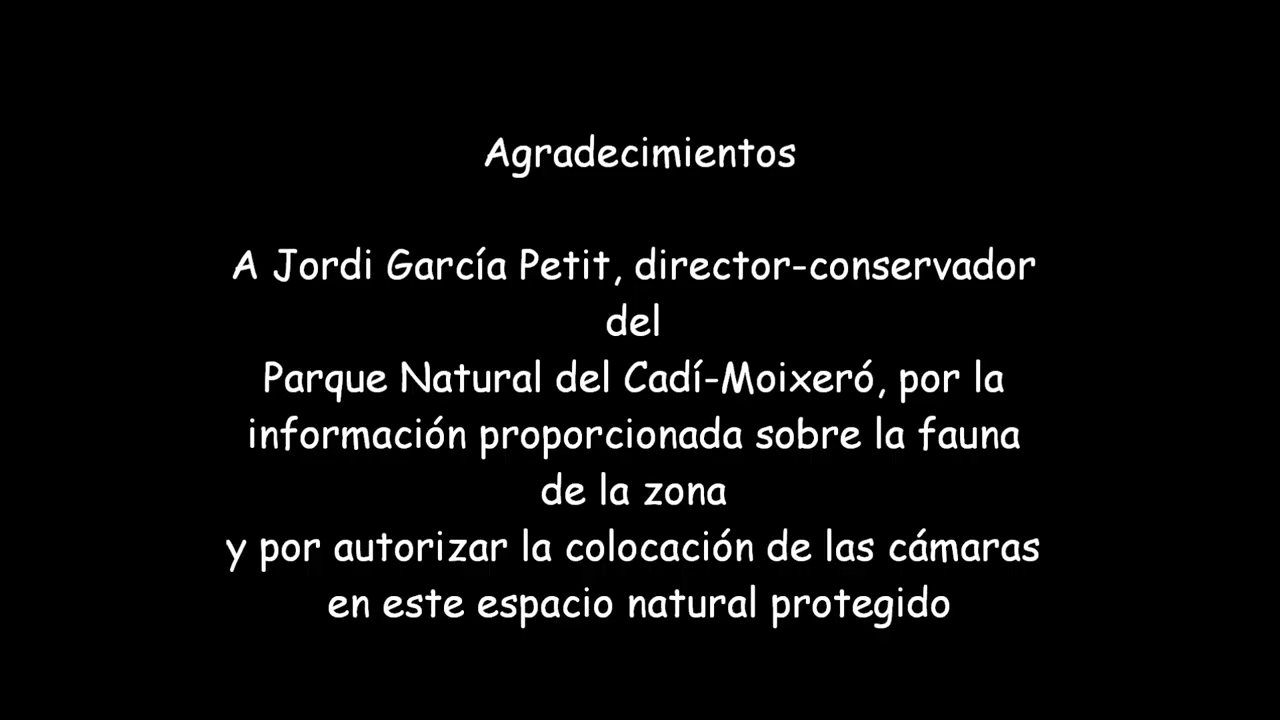 Agradecimientos
A Jordi García Petit, director-conservador
del
Parque Natural del Cadí-Moixeró, por la
información proporcionada sobre la fauna
de la zona
y por autorizar la colocación de las cámaras
en este espacio natural protegido